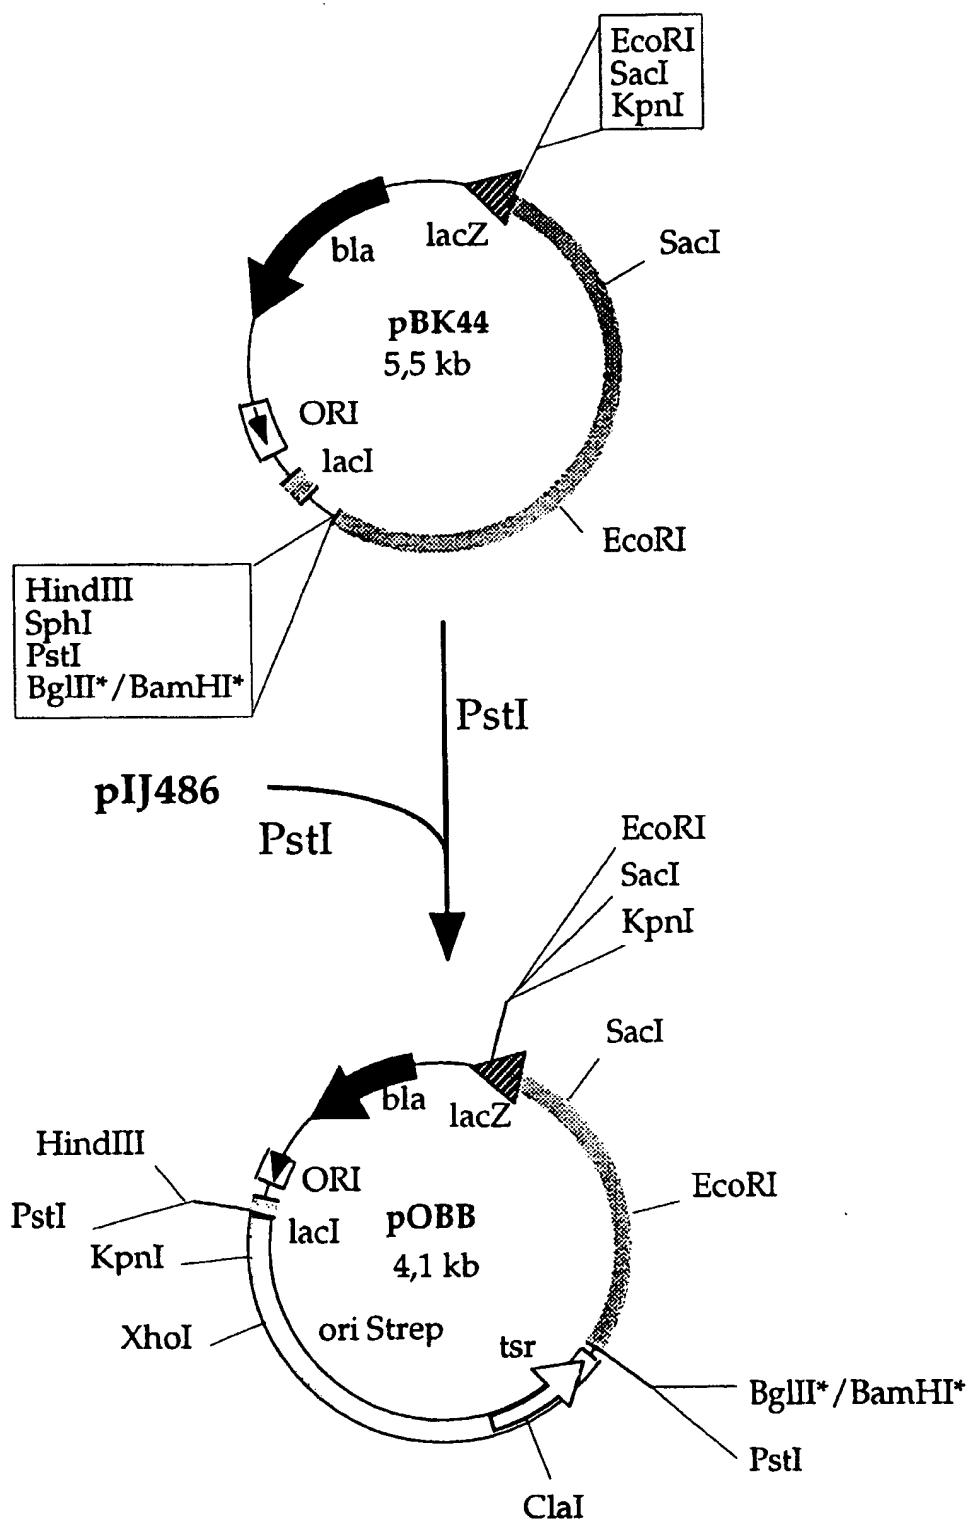 EcoRI
SacI
KpnI
SacI
lacZ
bla
pBK44
5,5 kb
ORI
lacI
EcoRI
HindIII
SphI
PstI
BglII*/BamHI*
PstI
pIJ486
PstI
EcoRI
SacI
KpnI
SacI
bla
lacZ
HindIII
ORI
EcoRI
PstI
lacI
pOBB
KpnI
4,1 kb
XhoI
ori Strep
tsr
BglII*/BamHI*
PstI
ClaI